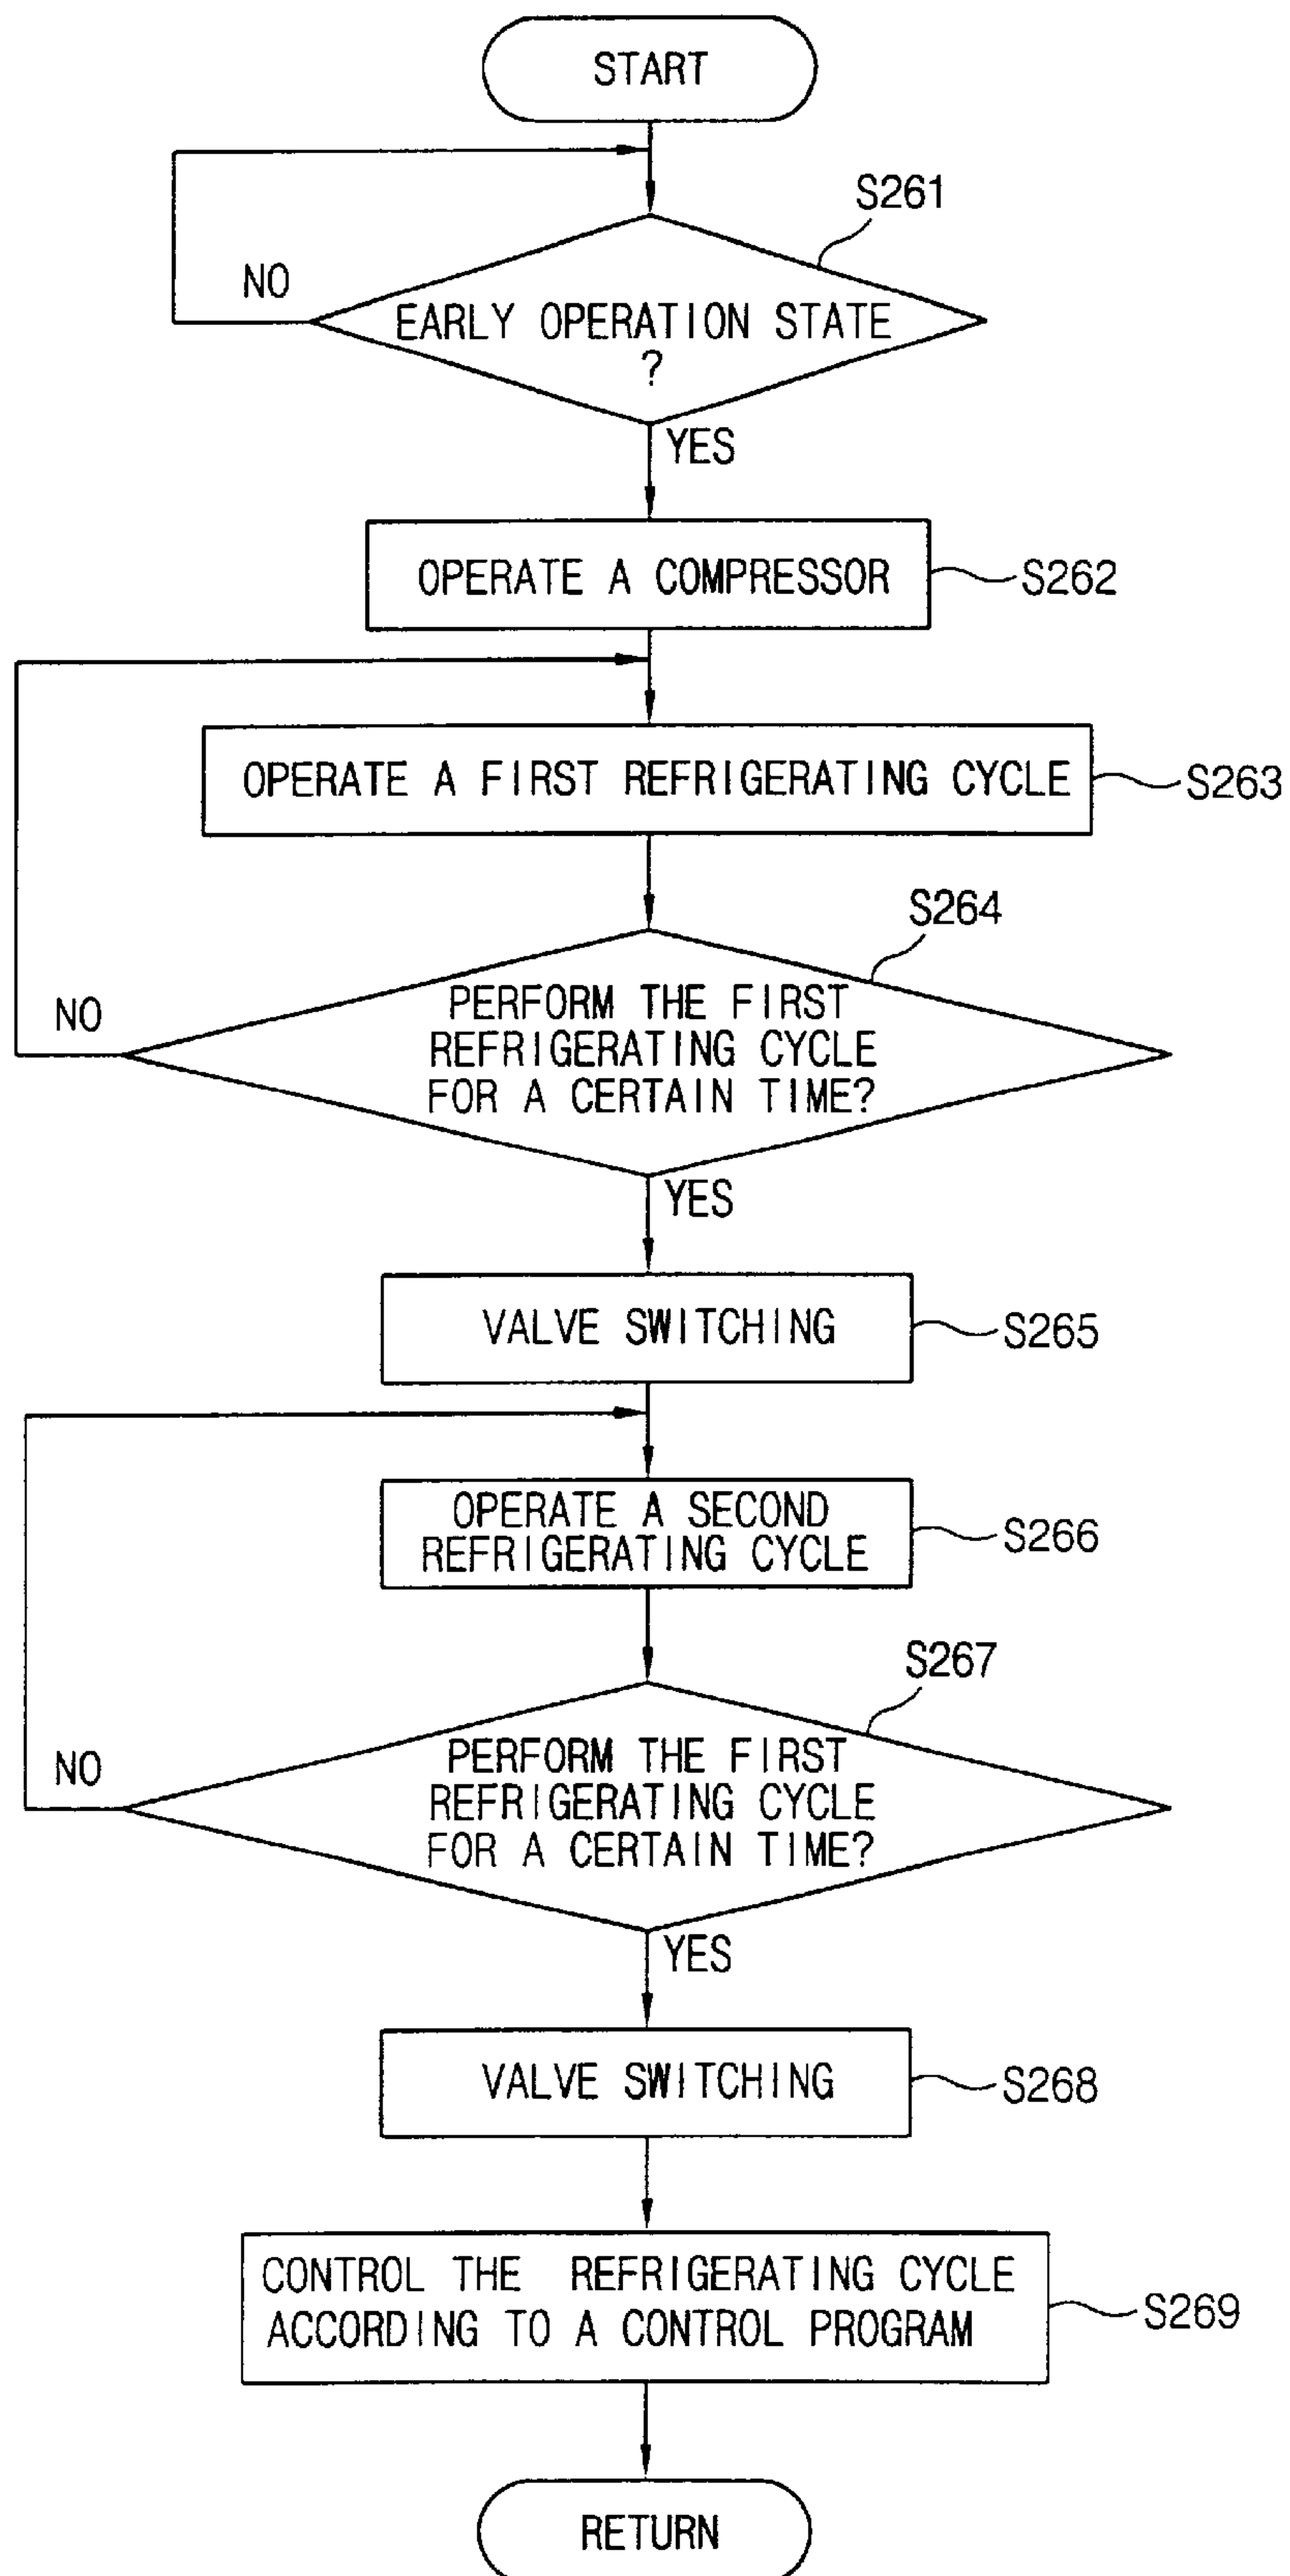 START
S261
NO
EARLY OPERATION STATE
?
YES
OPERATE A COMPRESSOR
S262
OPERATE A FIRST REFRIGERATING CYCLE
S263
S264
NO
PERFORM THE FIRST
REFRIGERATING CYCLE
FOR A CERTAIN TIME?
YES
VALVE SWITCHING
S265
OPERATE A SECOND
REFRIGERATING CYCLE
S266
S267
NO
PERFORM THE FIRST
REFRIGERATING CYCLE
FOR A CERTAIN TIME?
YES
VALVE SWITCHING
S268
CONTROL THE REFRIGERATING CYCLE
ACCORDING TO A CONTROL PROGRAM
S269
RETURN